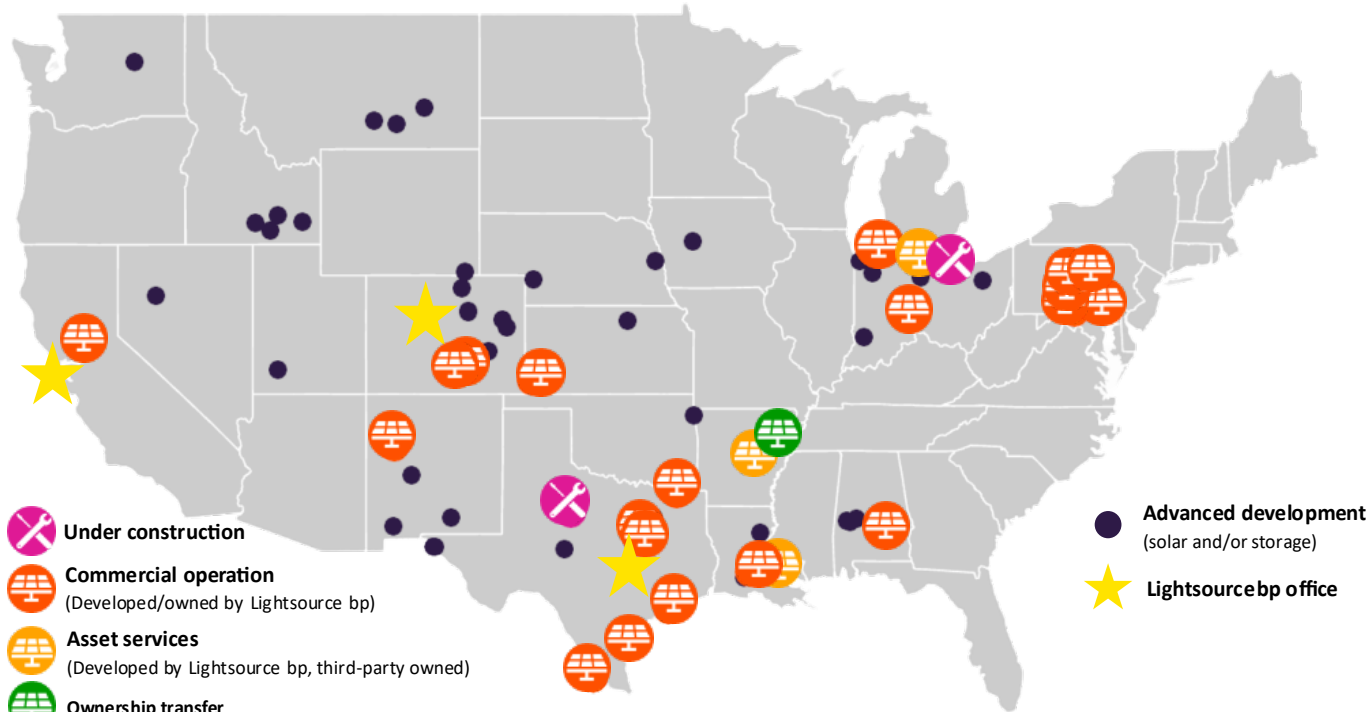 Under construction
Commercial operation
(Developed/owned by Lightsource bp)
Asset services
(Developed by Lightsource bp, third-party owned)
Ownership transfer
Advanced development
(solar and/or storage)
Lightsource bp office